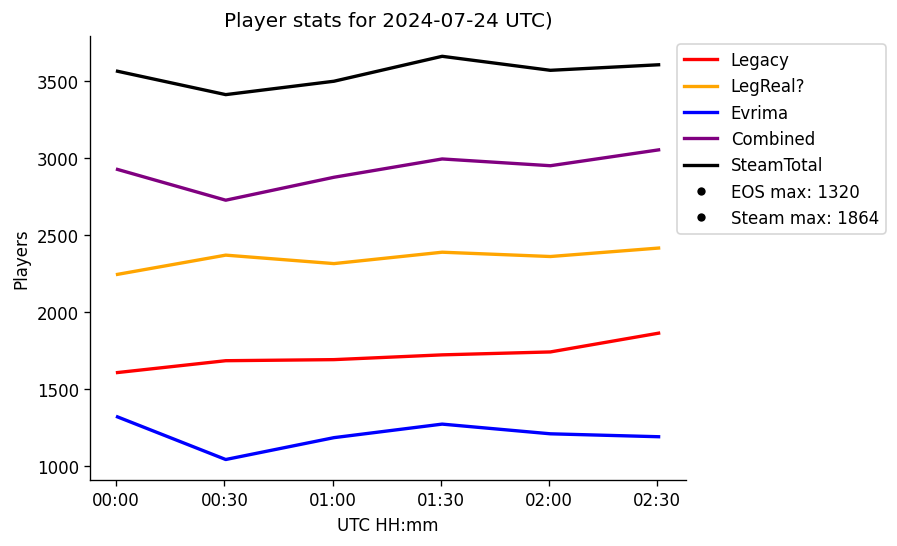 Player stats for 2024-07-24 UTC)
Legacy
LegReal?
Evrima
Combined
SteamTotal
EOS max: 1320
Steam max: 1864
Players
3500
3000
2500
2000
1500
1000
00:00 00:30 01:00 01:30 02:00 02:30
UTC HH:mm